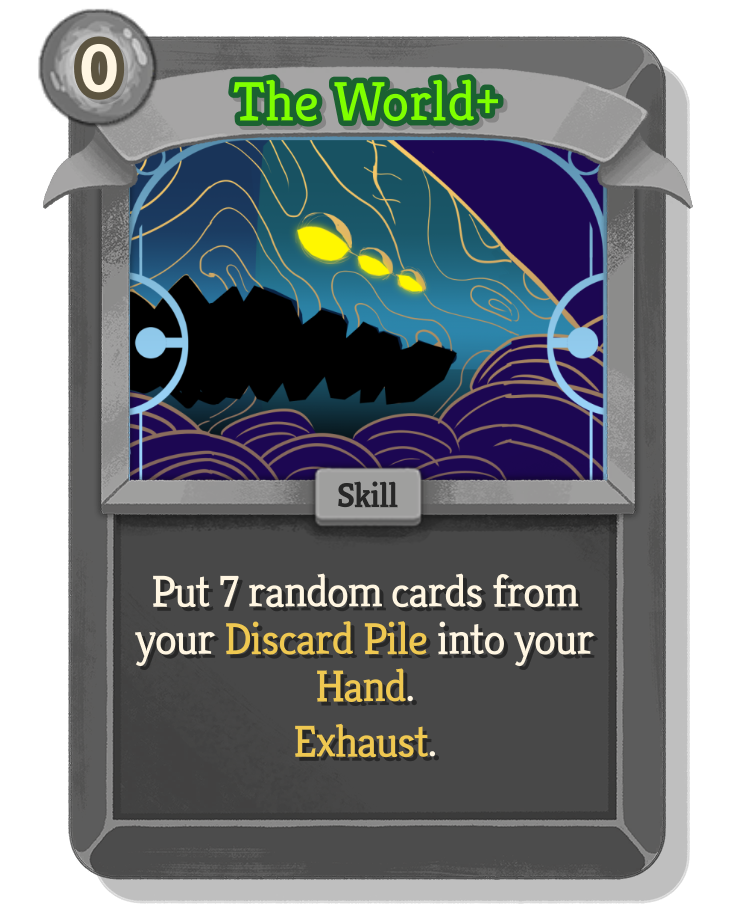 0
The World+
Skill
Put 7 random cards from
your Discard Pile into your
Hand.
Exhaust.